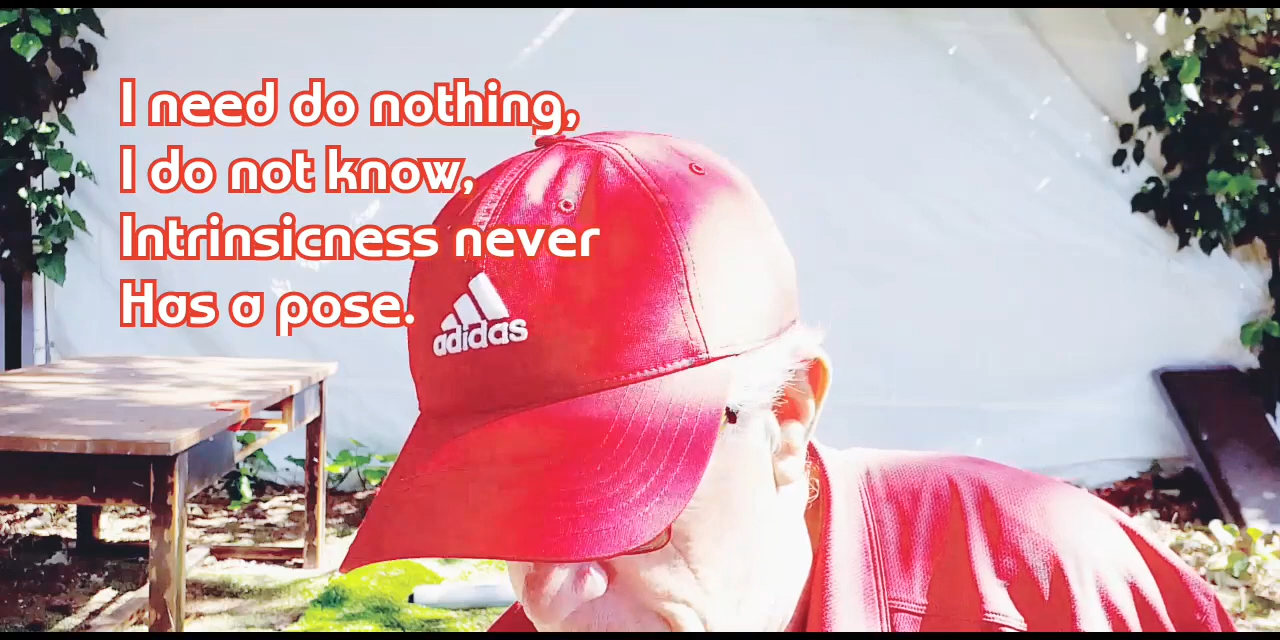 I need do nothing,
I do not know,
Intrinsicness never
Has a pose.
adidas